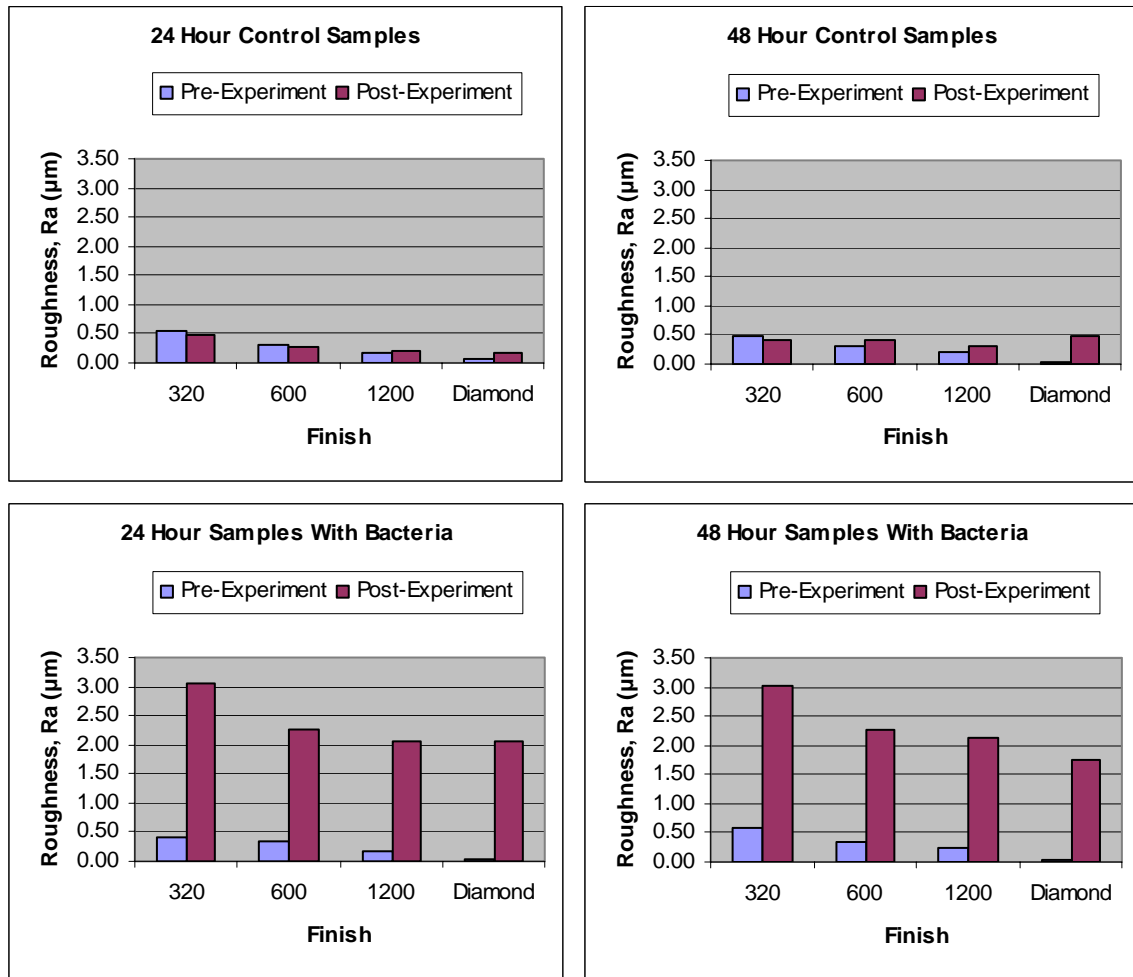 24 Hour Control Samples
Pre-Experiment Post-Experiment
Roughness, Ra (µm)
3.50
3.00
2.50
2.00
1.50
1.00
0.50
0.00
320 600 1200 Diamond
Finish
48 Hour Control Samples
Pre-Experiment Post-Experiment
Roughness, Ra (µm)
3.50
3.00
2.50
2.00
1.50
1.00
0.50
0.00
320 600 1200 Diamond
Finish
24 Hour Samples With Bacteria
Pre-Experiment Post-Experiment
Roughness, Ra (µm)
3.50
3.00
2.50
2.00
1.50
1.00
0.50
0.00
320 600 1200 Diamond
Finish
48 Hour Samples With Bacteria
Pre-Experiment Post-Experiment
Roughness, Ra (µm)
3.50
3.00
2.50
2.00
1.50
1.00
0.50
0.00
320 600 1200 Diamond
Finish